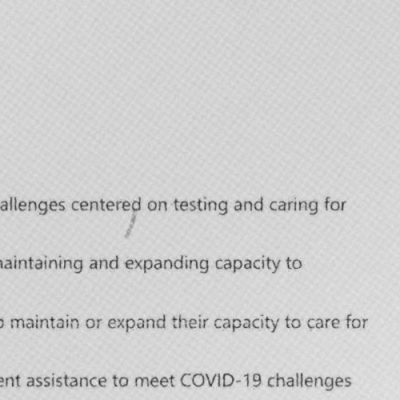 allenges centered on testing and caring for
aintaining and expanding capacity to
maintain or expand their capacity to care for
ent assistance to meet COVID-19 challenges